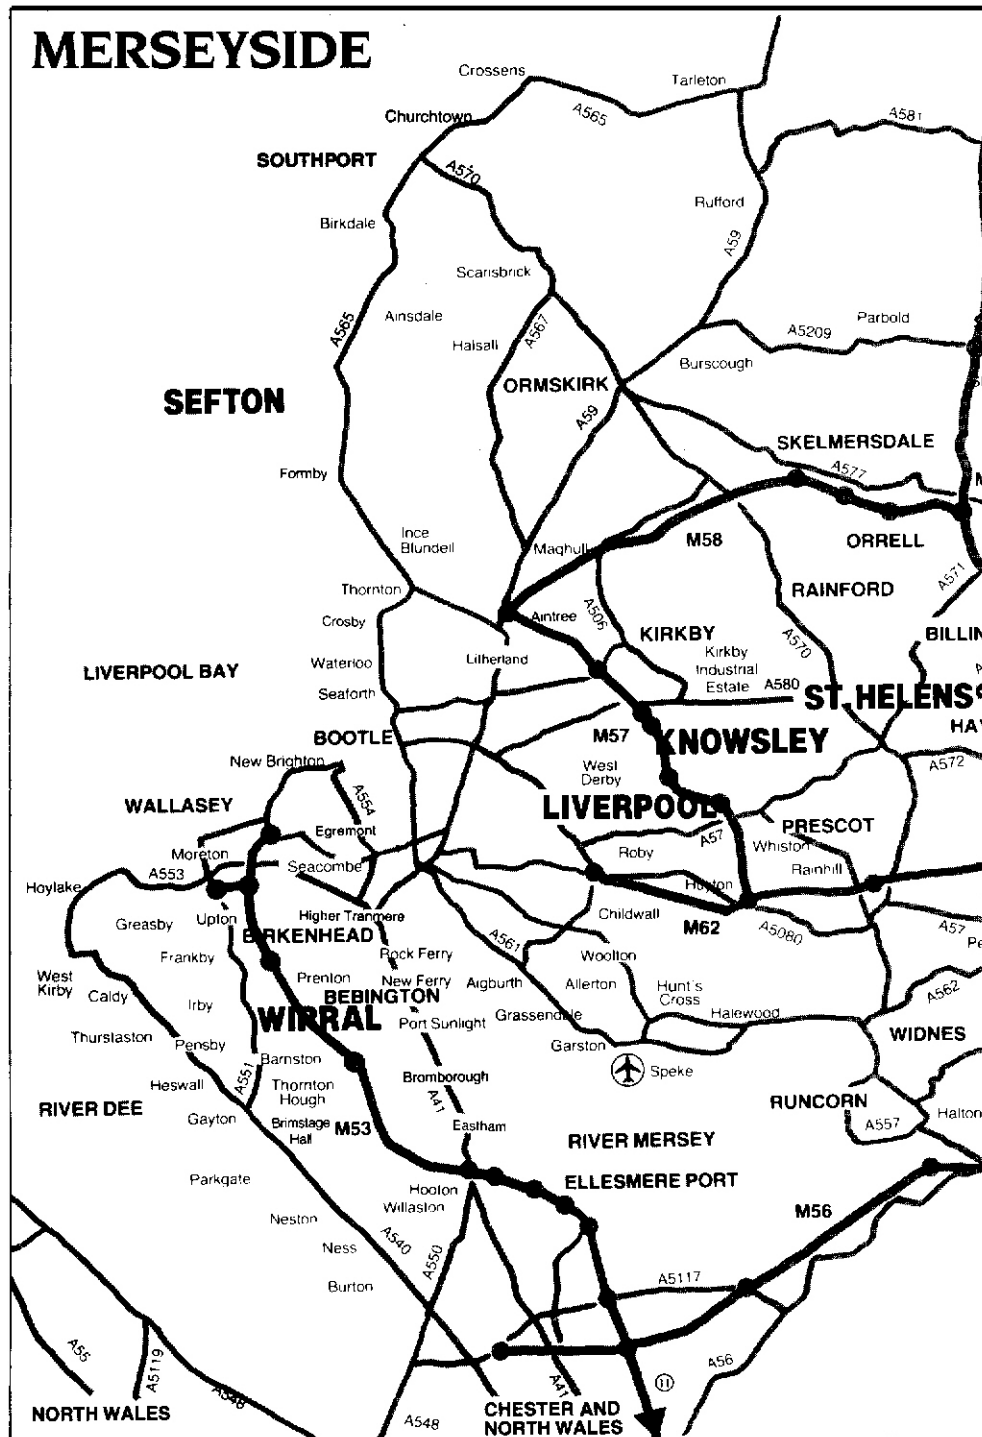 MERSEYSIDE
Crossens
Tarleton
A565
Churchtown
A581
SOUTHPORT
A570
Rufford
Birkdale
A59
Scarisbrick
Ainsdale
A565
A567
Parbold
A5209
Halsall
Burscough
ORMSKIRK
SEFTON
A59
SKELMERSDALE
A577
Formby
Ince
Blundell
Maghull
M58
ORRELL
A571
Thornton
RAINFORD
Crosby
Aintree
A506
KIRKBY
A570
BILLIN
LIVERPOOL BAY
Waterloo
Litherland
Kirkby
Industrial
Estate
A580
Seaforth
ST. HELENS
BOOTLE
M57
KNOWSLEY
HA
New Brighton
West
Derby
A572
WALLASEY
A554
LIVERPOOL
Egremont
A57
PRESCOT
Moreton
Seacombe
Roby
Whiston
Rainhill
A553
Hoylake
Huyton
Greasby
Upton
Higher Tranmere
Childwall
M62
A5080
A57
Pe
BIRKENHEAD
A561
Frankby
Rock Ferry
Woolton
West
Kirby
Caldy
Prenton
New Ferry
Aigburth
Allerton
Hunt's
Cross
A562
Irby
BEBINGTON
WIRRAL
Port Sunlight
Grassendale
Halewood
Thurslaston
Pensby
WIDNES
Barnston
Garston
Speke
A551
Heswall
Thornton
Hough
Bromborough
A41
RIVER DEE
Gayton
Brimstage
Hall
M53
Eastham
RUNCORN
A557
Halton
RIVER MERSEY
Parkgate
Hooton
Willaston
ELLESMERE PORT
M56
Neston
Ness
A540
A550
Burton
A5117
A55
A5119
A548
A56
11
A41
NORTH WALES
A548
CHESTER AND
NORTH WALES